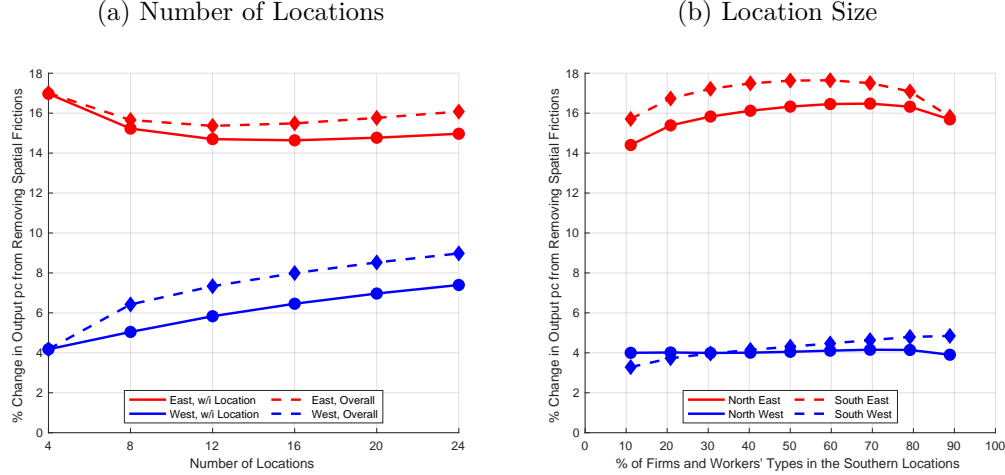 (a) Number of Locations
% Change in Output pc from Removing Spatial Frictions
18
16
14
12
10
8
6
4
2
0
4
8
12
16
20
24
Number of Locations
East, w/i Location
West, w/i Location
East, Overall
West, Overall
(b) Location Size
% Change in Output pc from Removing Spatial Frictions
18
16
14
12
10
8
6
4
2
0
0
10
20
30
40
50
60
70
80
90
100
% of Firms and Workers' Types in the Southern Locations
North East
North West
South East
South West